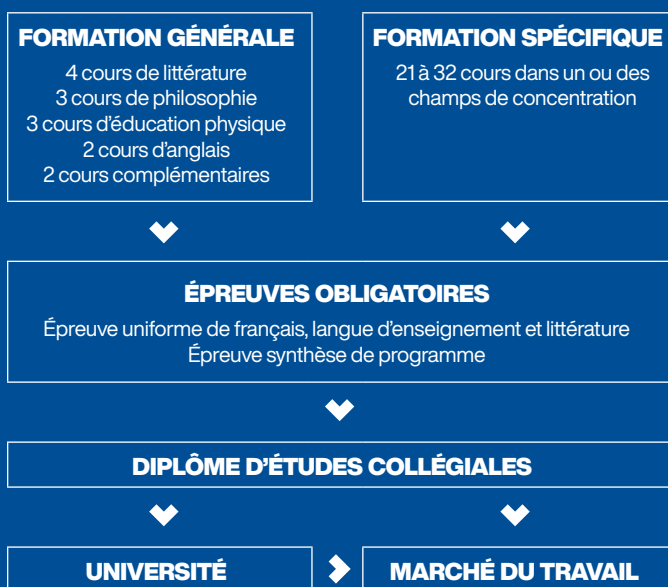 FORMATION GÉNÉRALE
4 cours de littérature
3 cours de philosophie
3 cours d'éducation physique
2 cours d'anglais
2 cours complémentaires
FORMATION SPÉCIFIQUE
21 à 32 cours dans un ou des
champs de concentration
ÉPREUVES OBLIGATOIRES
Épreuve uniforme de français, langue d'enseignement et littérature
Épreuve synthèse de programme
DIPLÔME D'ÉTUDES COLLÉGIALES
UNIVERSITÉ
MARCHÉ DU TRAVAIL